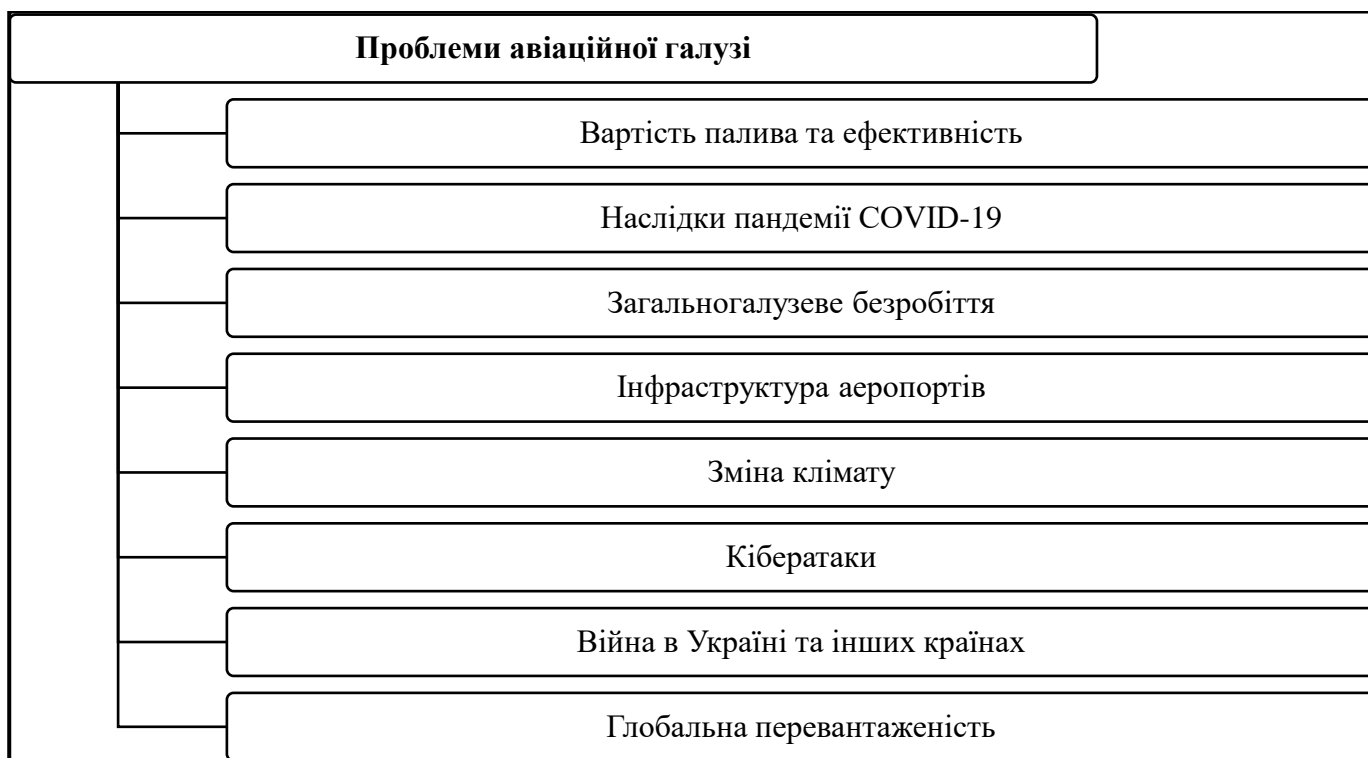 Проблеми авіаційної галузі
Вартість палива та ефективність
Наслідки пандемії COVID-19
Загальногалузеве безробіття
Інфраструктура аеропортів
Зміна клімату
Кібератаки
Війна в Україні та інших країнах
Глобальна перевантаженість